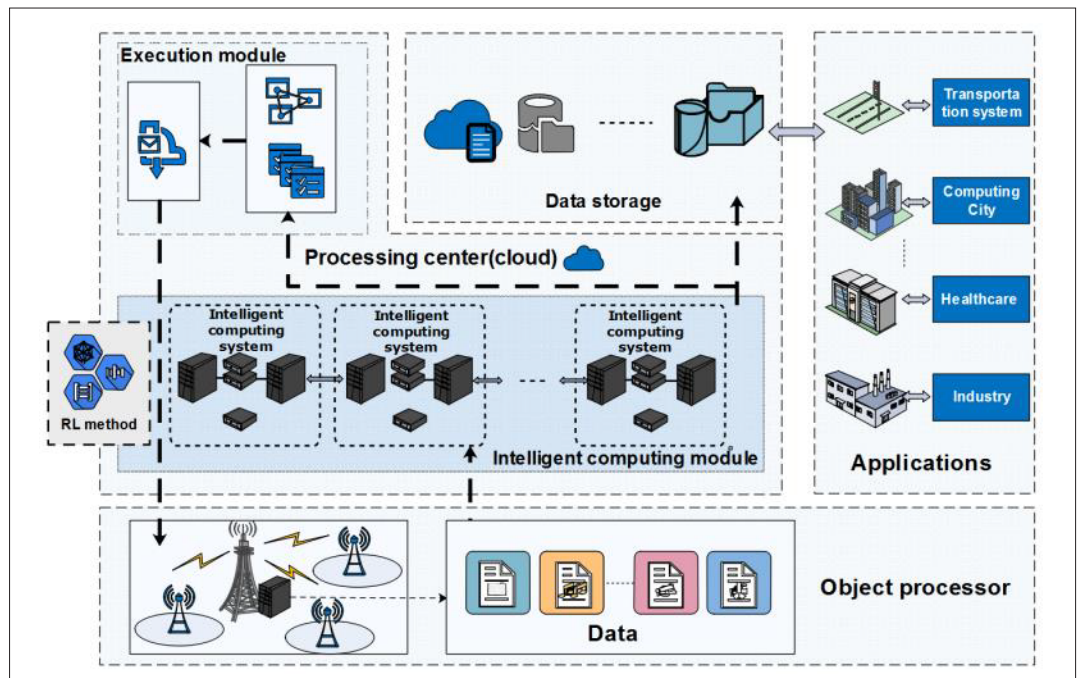 Execution module
Data storage
Transporta
tion system
Computing
City
Healthcare
Industry
Applications
Processing center(cloud)
Intelligent
computing
system
Intelligent
computing
system
Intelligent
computing
system
RL method
Intelligent computing module
Object processor
Data